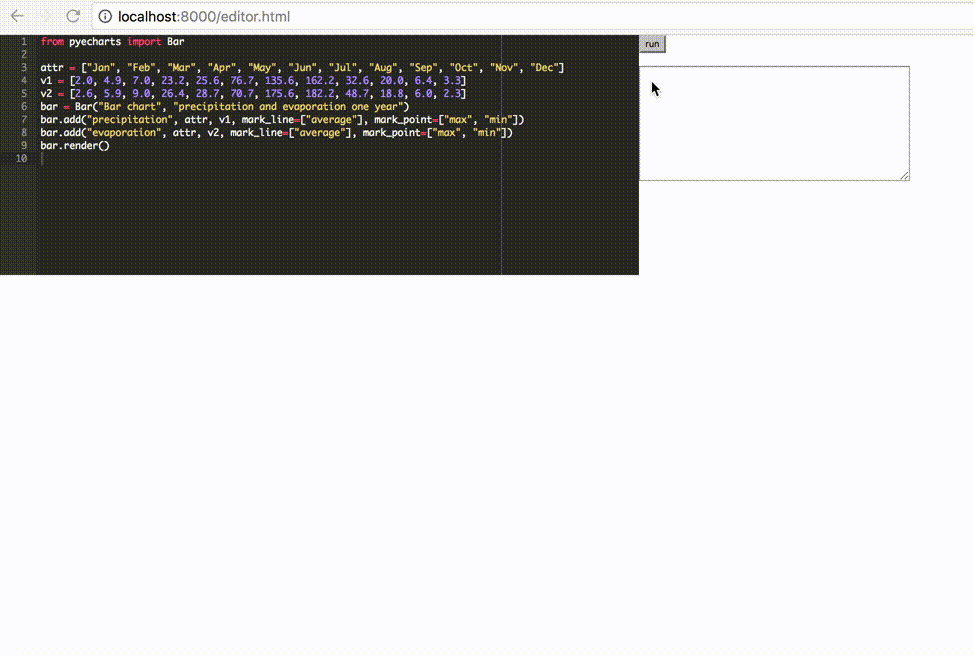 localhost:8000/editor.html
1 from pyecharts import Bar
2
3 attr = ["Jan", "Feb", "Mar", "Apr", "May", "Jun", "Jul", "Aug", "Sep", "Oct", "Nov", "Dec"]
4 v1 = [2.0, 4.9, 7.0, 23.2, 25.6, 76.7, 135.6, 162.2, 32.6, 20.0, 6.4, 3.3]
5 v2 = [2.6, 5.9, 9.0, 26.4, 28.7, 70.7, 175.6, 182.2, 48.7, 18.8, 6.0, 2.3]
6 bar = Bar("Bar chart", "precipitation and evaporation one year")
7 bar.add("precipitation", attr, v1, mark_line=["average"], mark_point=["max", "min"])
8 bar.add("evaporation", attr, v2, mark_line=["average"], mark_point=["max", "min"])
9 bar.render()
10
run